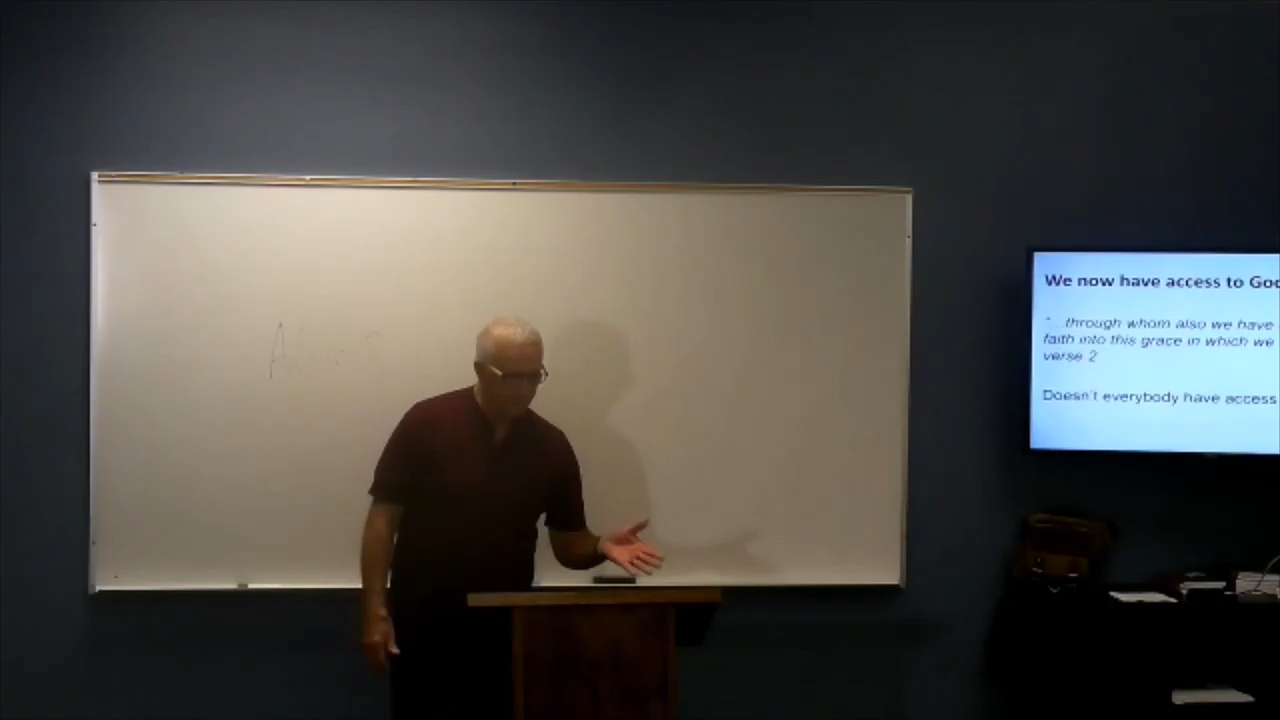 We now have access to God
"...through whom also we have
faith into this grace in which we
verse 2
Doesn't everybody have access